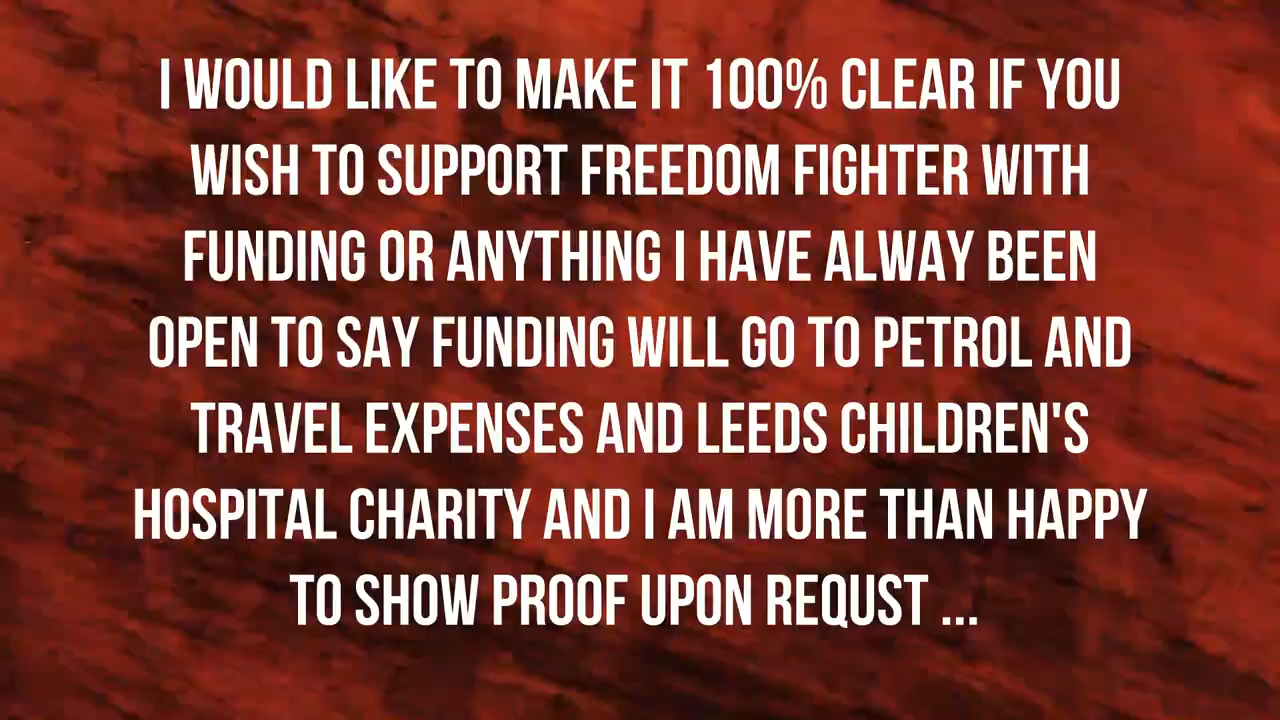 I WOULD LIKE TO MAKE IT 100% CLEAR IF YOU
WISH TO SUPPORT FREEDOM FIGHTER WITH
FUNDING OR ANYTHING I HAVE ALWAY BEEN
OPEN TO SAY FUNDING WILL GO TO PETROL AND
TRAVEL EXPENSES AND LEEDS CHILDREN'S
HOSPITAL CHARITY AND I AM MORE THAN HAPPY
TO SHOW PROOF UPON REQUST ...